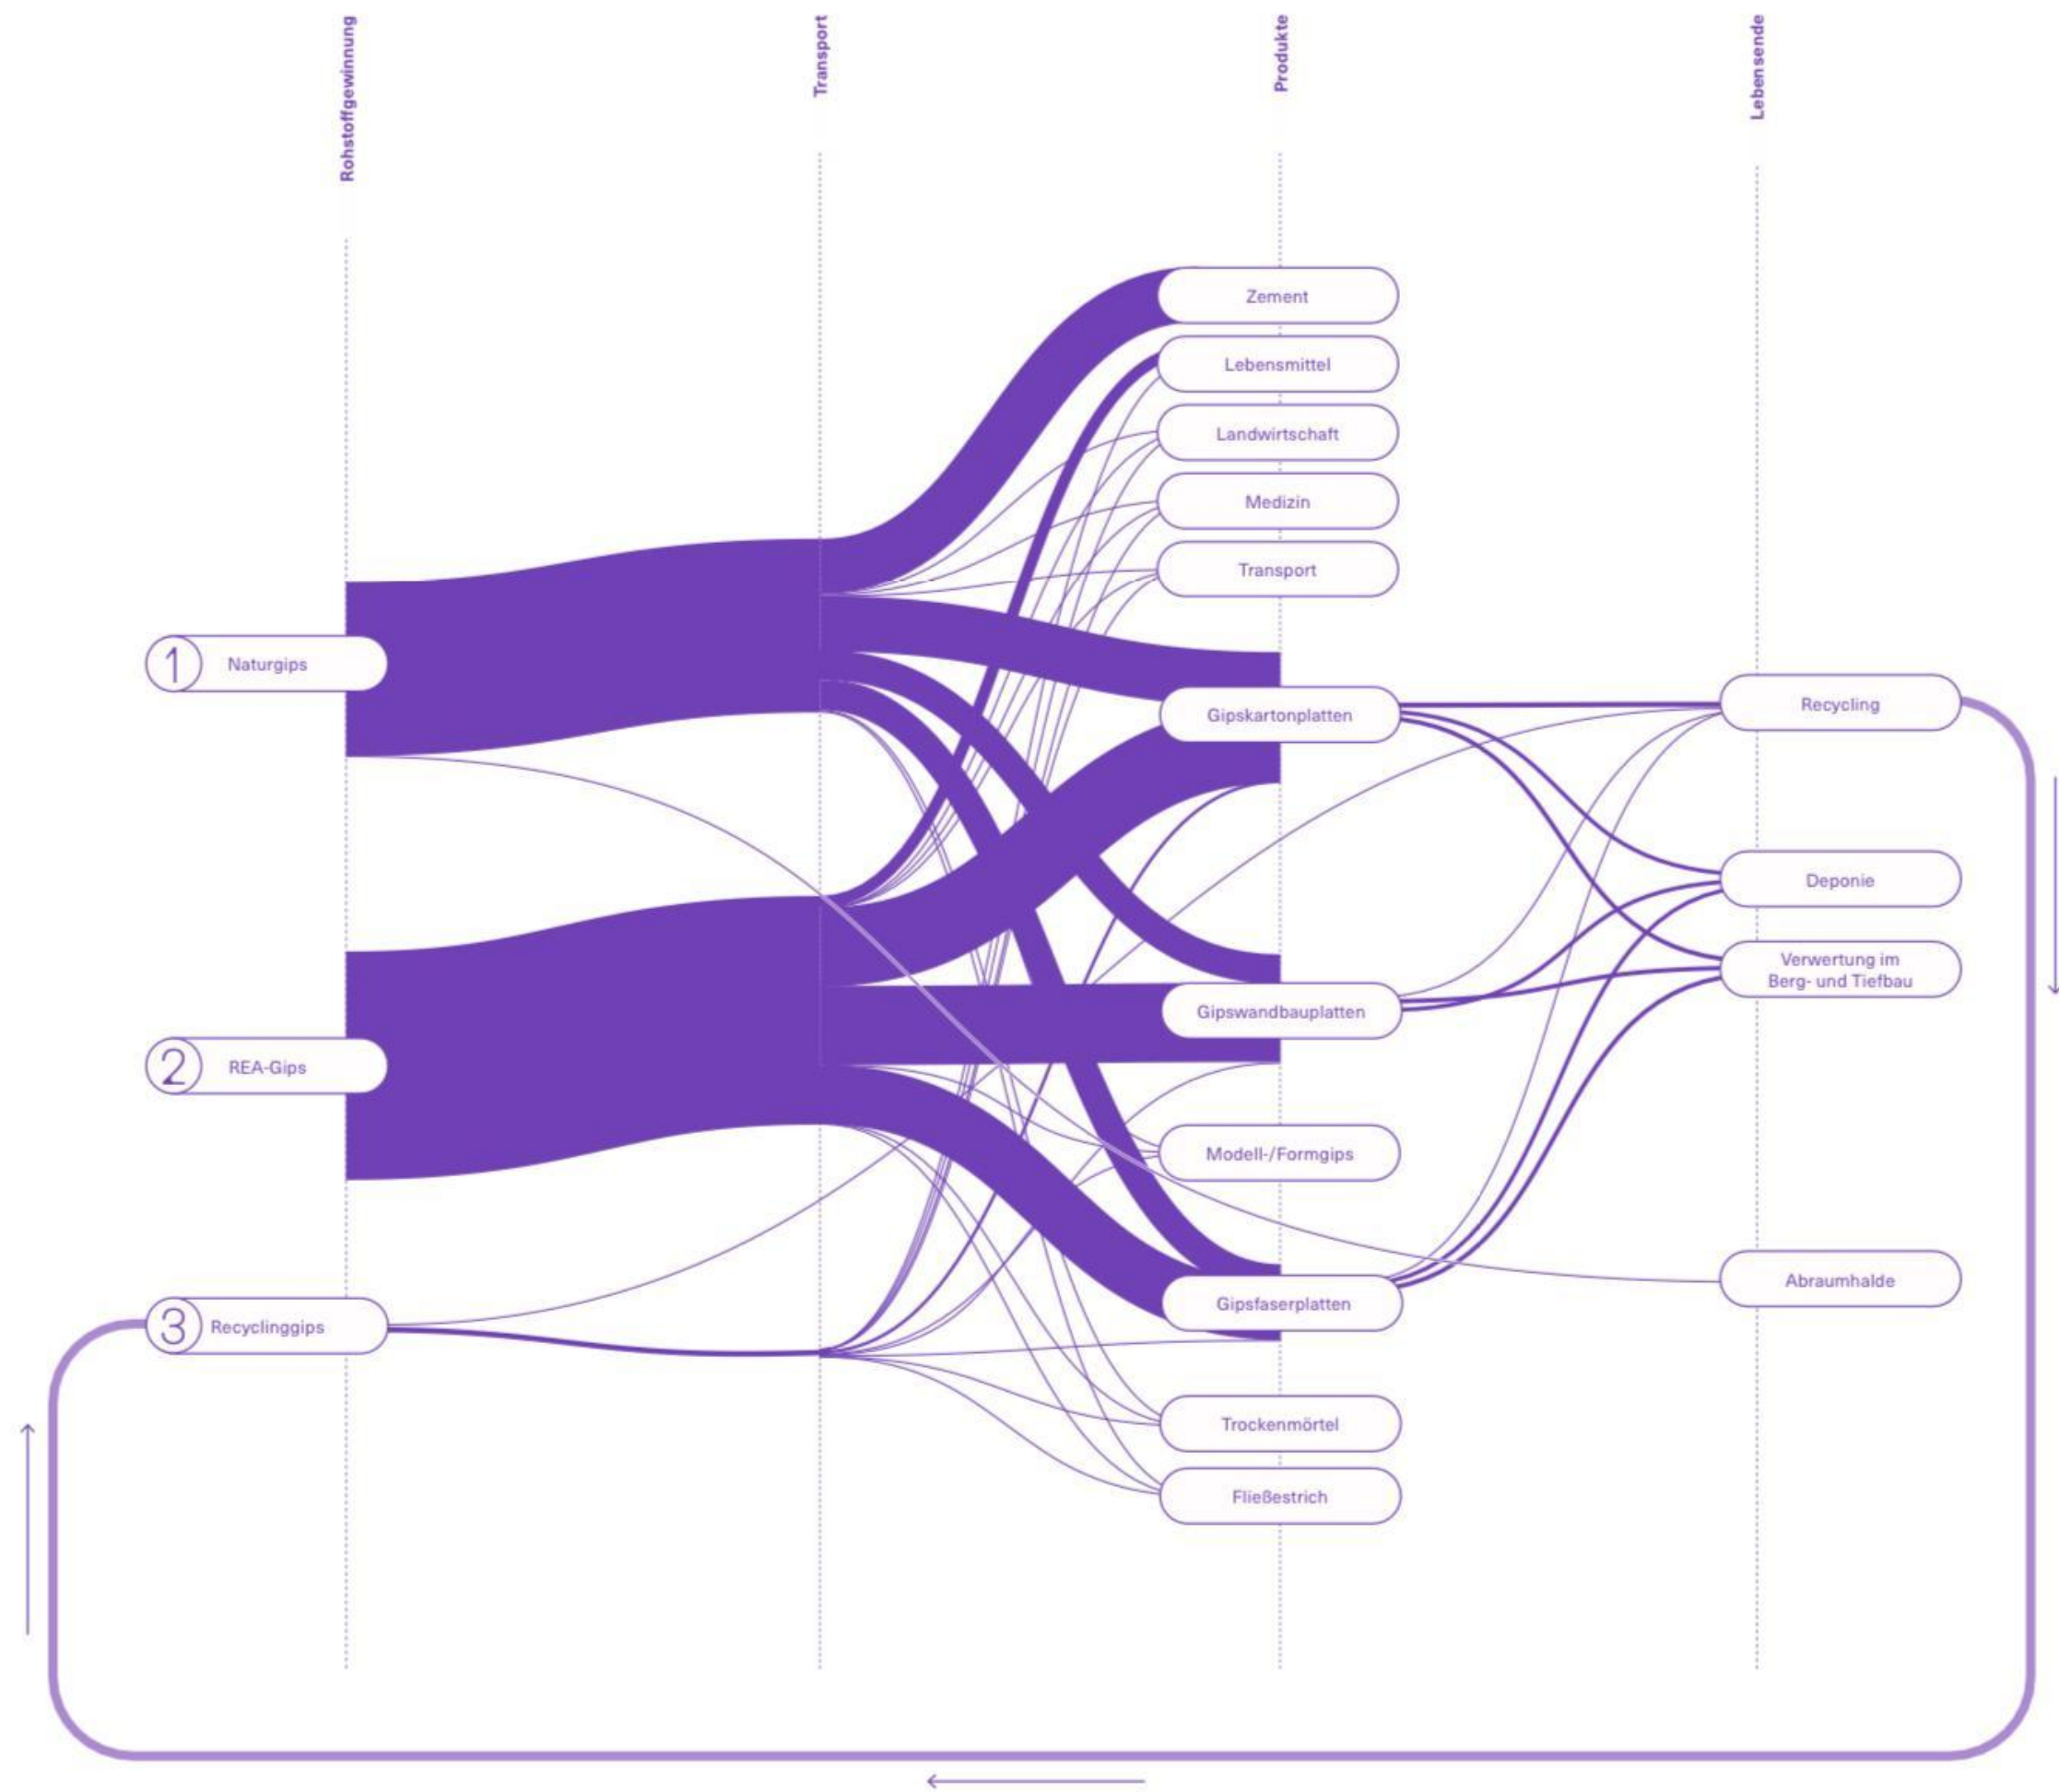 Rohstoffgewinnung
Transport
Produkte
Lebensende
Zement
Lebensmittel
Landwirtschaft
Medizin
Transport
1 Naturgips
Gipskartonplatten
Recycling
Deponie
Verwertung im
Berg- und Tiefbau
2 REA-Gips
Gipswandbauplatten
Modell-/Formgips
Abraumhalde
3 Recyclinggips
Gipsfaserplatten
Trockenmörtel
Fließestrich